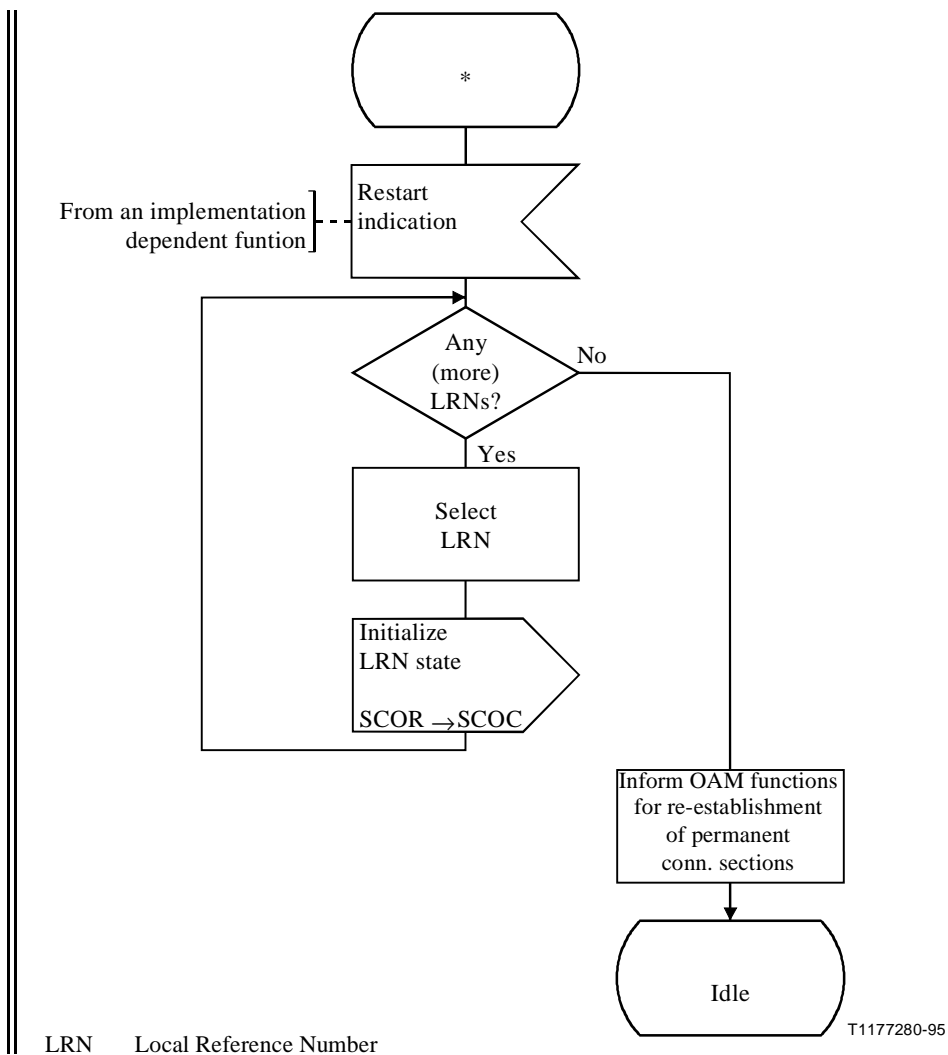 *
Restart
indication
From an implementation
dependent funtion
Any
(more)
LRNs?
No
Yes
Select
LRN
Initialize
LRN state
SCOR → SCOC
Inform OAM functions
for re-establishment
of permanent
conn. sections
Idle
T1177280-95
LRN Local Reference Number